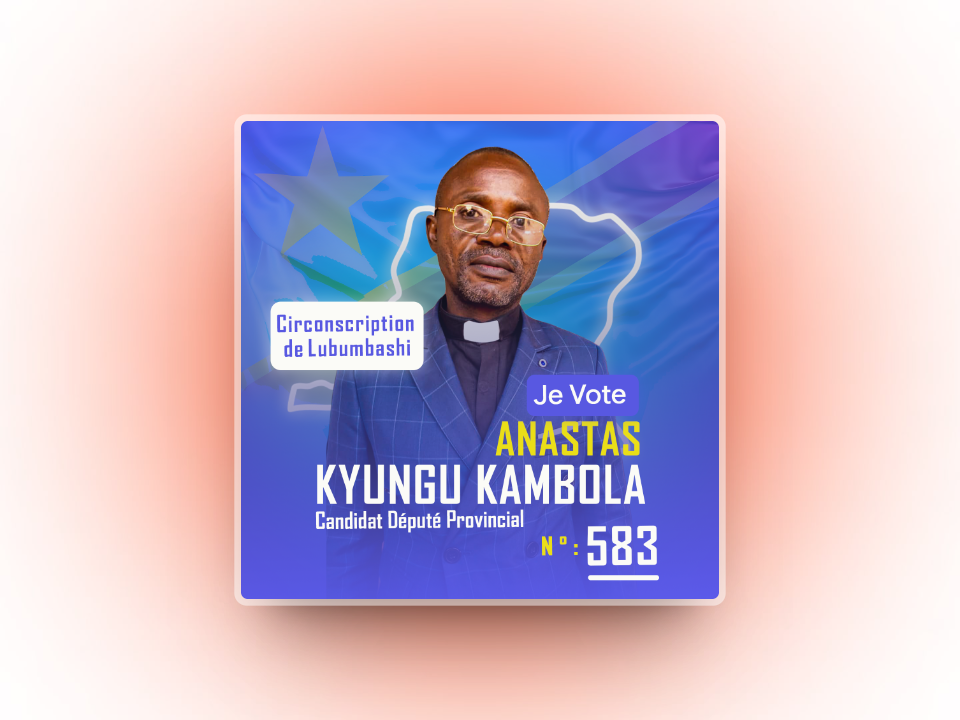 Circonscription
de Lubumbashi
Je Vote
ANASTAS
KYUNGU KAMBOLA
Candidat Député Provincial
N° : 583